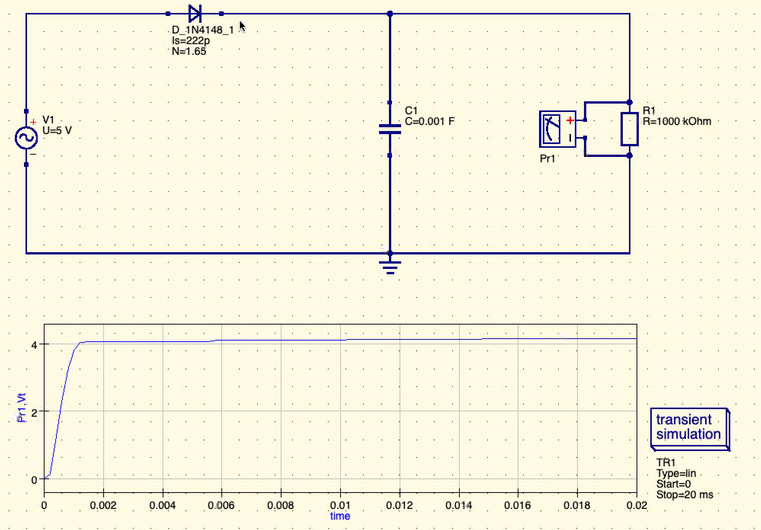 D_1N4148_1
Is=222p
N=1.65
V1
U=5 V
+
–
C1
C=0.001 F
+
Pr1
R1
R=1000 kOhm
Pr1.Vt
4
2
0
0
0.002
0.004
0.006
0.008
0.01
0.012
0.014
0.016
0.018
0.02
time
transient
simulation
TR1
Type=lin
Start=0
Stop=20 ms